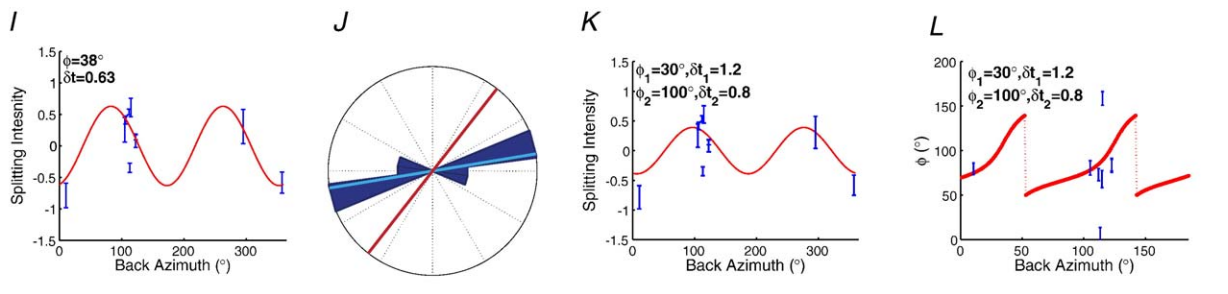 I
J
K
L
1.5
1
0.5
0
-0.5
-1
-1.5
Splitting Intesnity
ϕ=38°
δt=0.63
0
100
200
300
Back Azimuth (°)
1.5
1
0.5
0
-0.5
-1
-1.5
Splitting Intensity
ϕ1=30°,δt1=1.2
ϕ2=100°,δt2=0.8
0
100
200
300
Back Azimuth (°)
200
150
100
50
0
ϕ (°)
ϕ1=30°,δt1=1.2
ϕ2=100°,δt2=0.8
0
50
100
150
Back Azimuth (°)